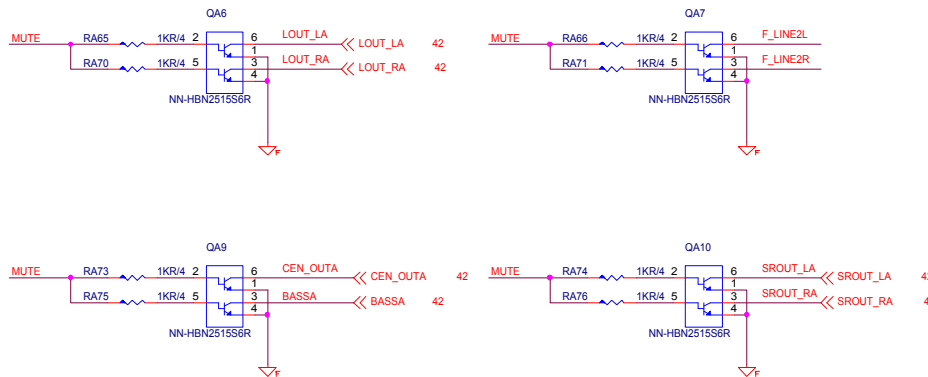 QA6
MUTE RA65 1KR/4 2 6 LOUT_LA LOUT_LA 42
1
RA70 1KR/4 5 3 LOUT_RA LOUT_RA 42
4
NN-HBN2515S6R
F
QA7
MUTE RA66 1KR/4 2 6 F_LINE2L
1
RA71 1KR/4 5 3 F_LINE2R
4
NN-HBN2515S6R
F
QA9
MUTE RA73 1KR/4 2 6 CEN_OUTA CEN_OUTA 42
1
RA75 1KR/4 5 3 BASSA BASSA 42
4
NN-HBN2515S6R
F
QA10
MUTE RA74 1KR/4 2 6 SROUT_LA SROUT_LA
1
RA76 1KR/4 5 3 SROUT_RA SROUT_RA
4
NN-HBN2515S6R
F